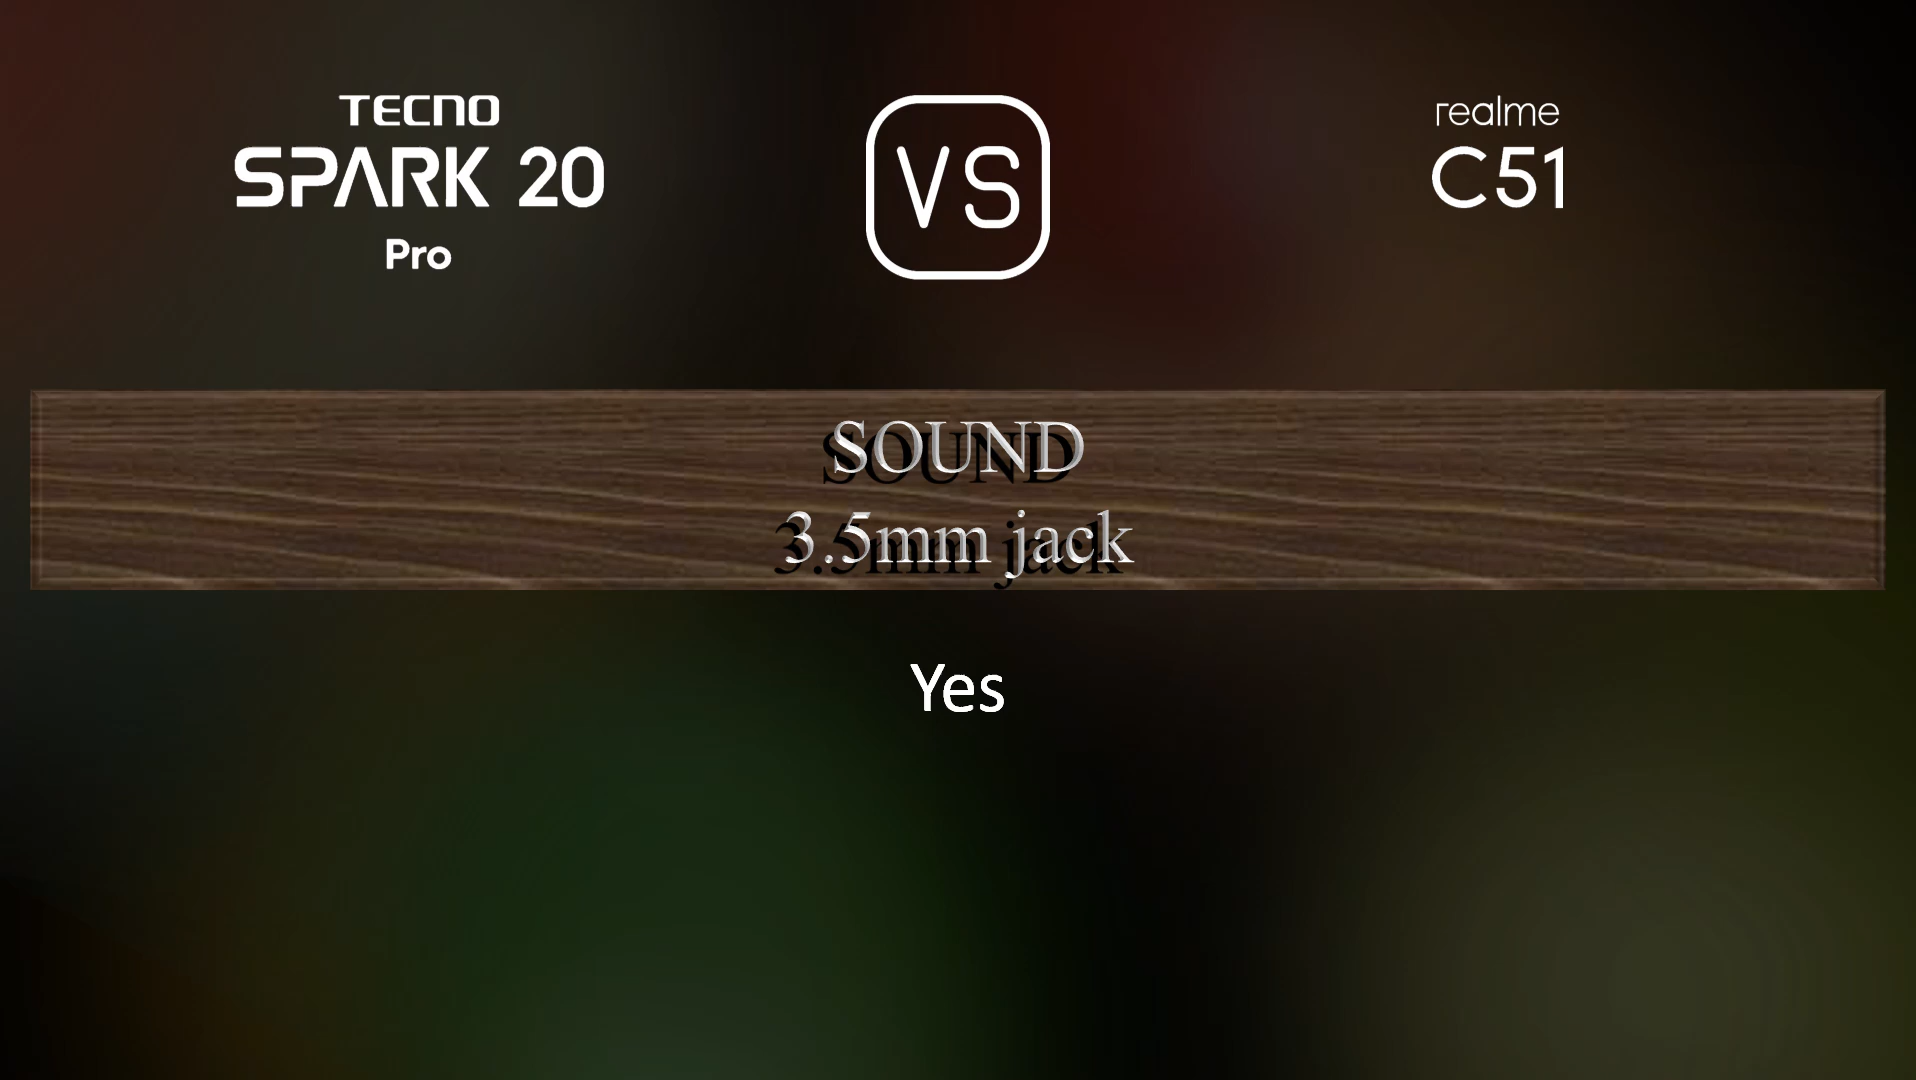 TECNO
SPARK 20
Pro
VS
realme
C51
SOUND
3.5mm jack
Yes